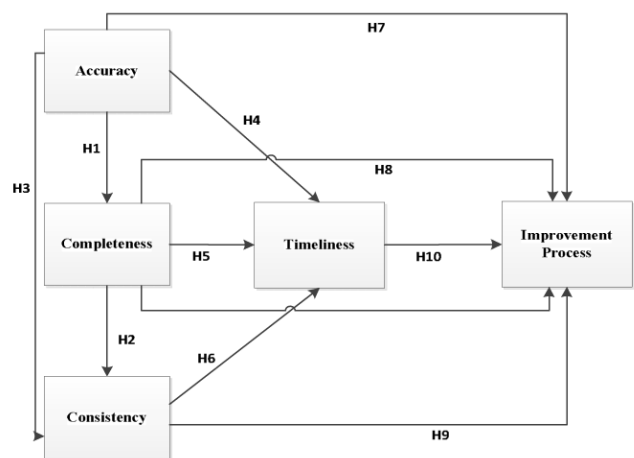 H7
Accuracy
H4
H1
H8
H3
Completeness
H5
Timeliness
H10
Improvement
Process
H2
H6
Consistency
H9